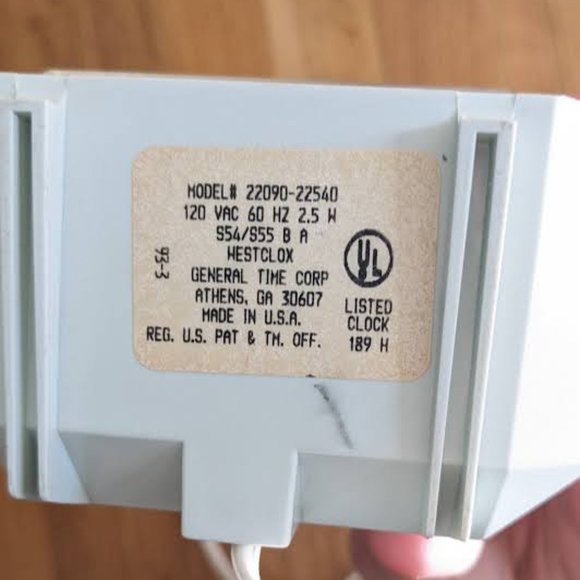 MODEL# 22090-22540
120 VAC 60 HZ 2.5 W
S54/S55 B A
WESTCLOX
GENERAL TIME CORP
ATHENS, GA 30607
MADE IN U.S.A.
REG. U.S. PAT & TM. OFF.
93-3
UL
LISTED
CLOCK
189 H